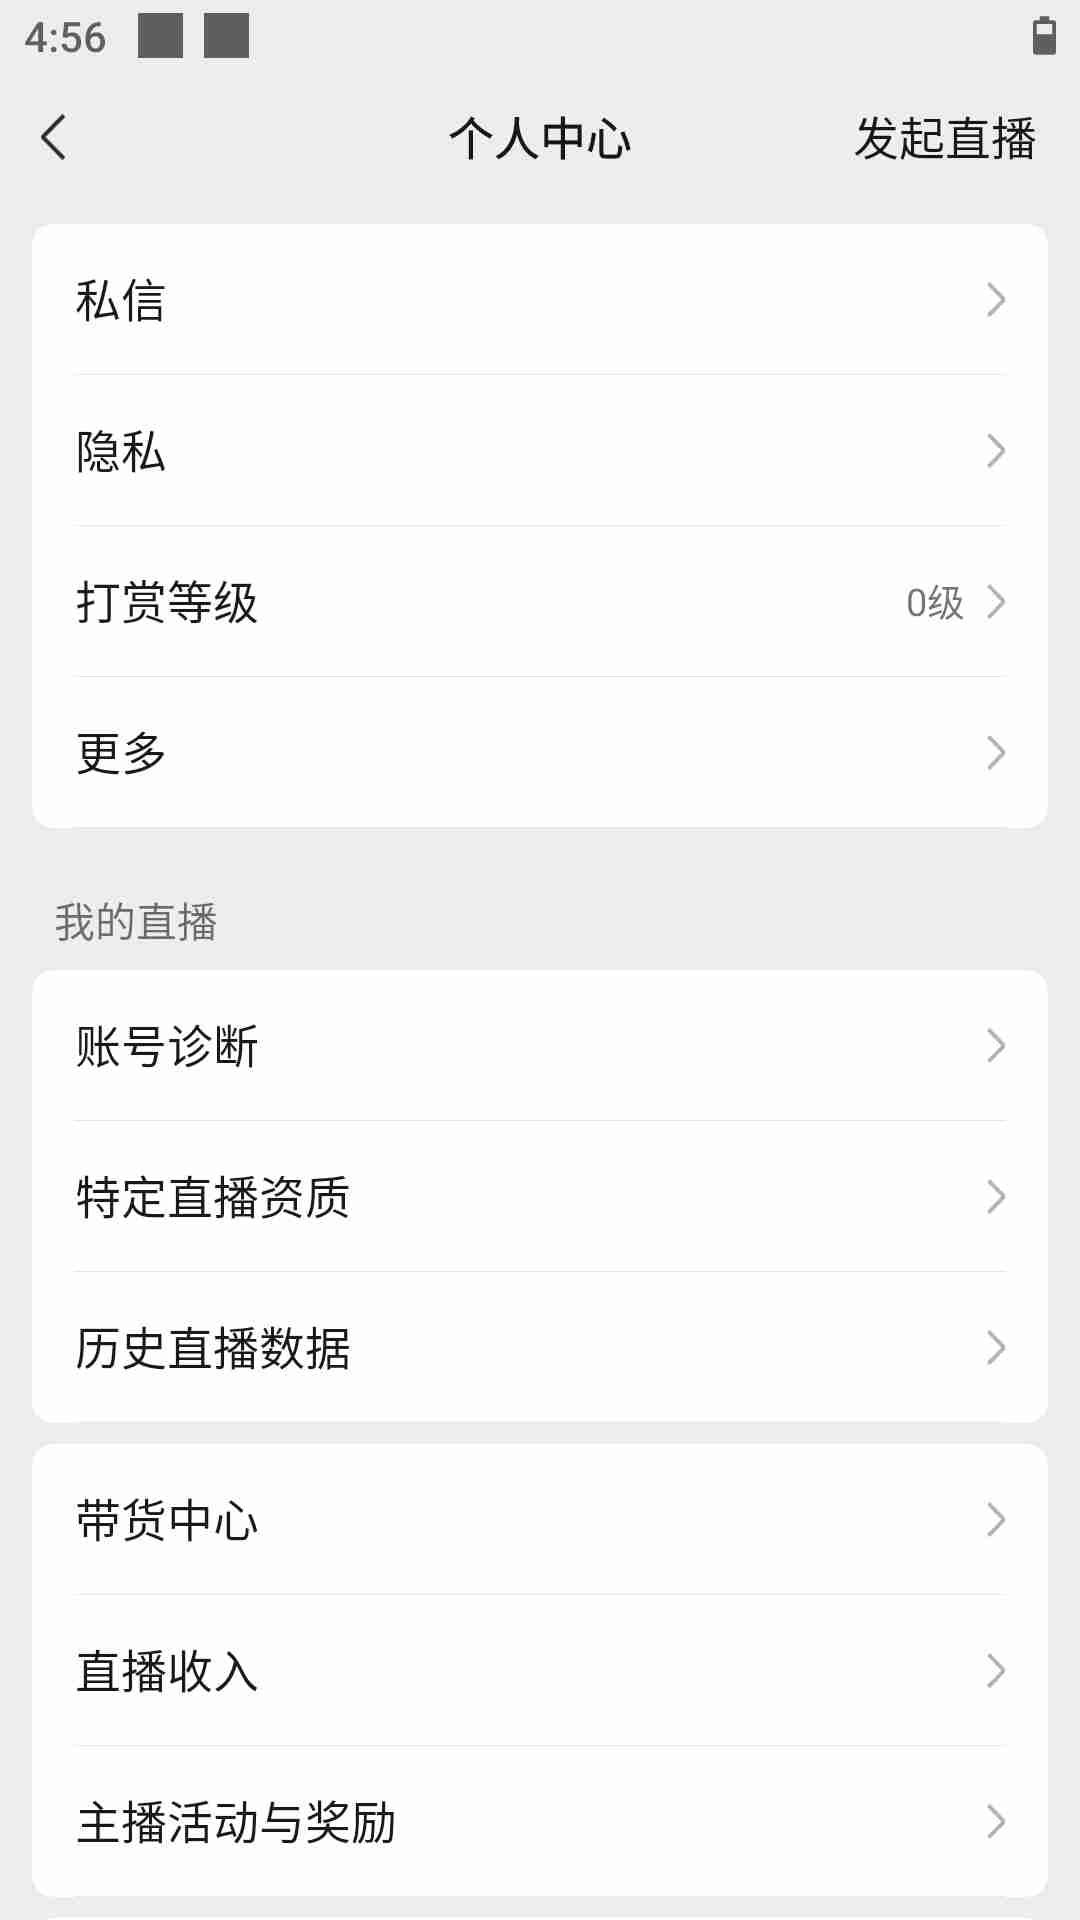 4:56
个人中心
发起直播
私信
隐私
打赏等级
0级
更多
我的直播
账号诊断
特定直播资质
历史直播数据
带货中心
直播收入
主播活动与奖励